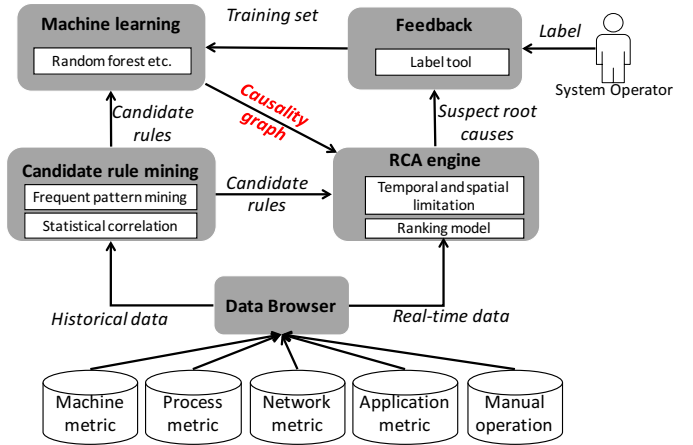 Machine learning
Random forest etc.
Training set
Feedback
Label tool
Label
System Operator
Candidate
rules
Causality
graph
Suspect root
causes
Candidate rule mining
Frequent pattern mining
Statistical correlation
Candidate
rules
RCA engine
Temporal and spatial
limitation
Ranking model
Historical data
Data Browser
Real-time data
Machine
metric
Process
metric
Network
metric
Application
metric
Manual
operation